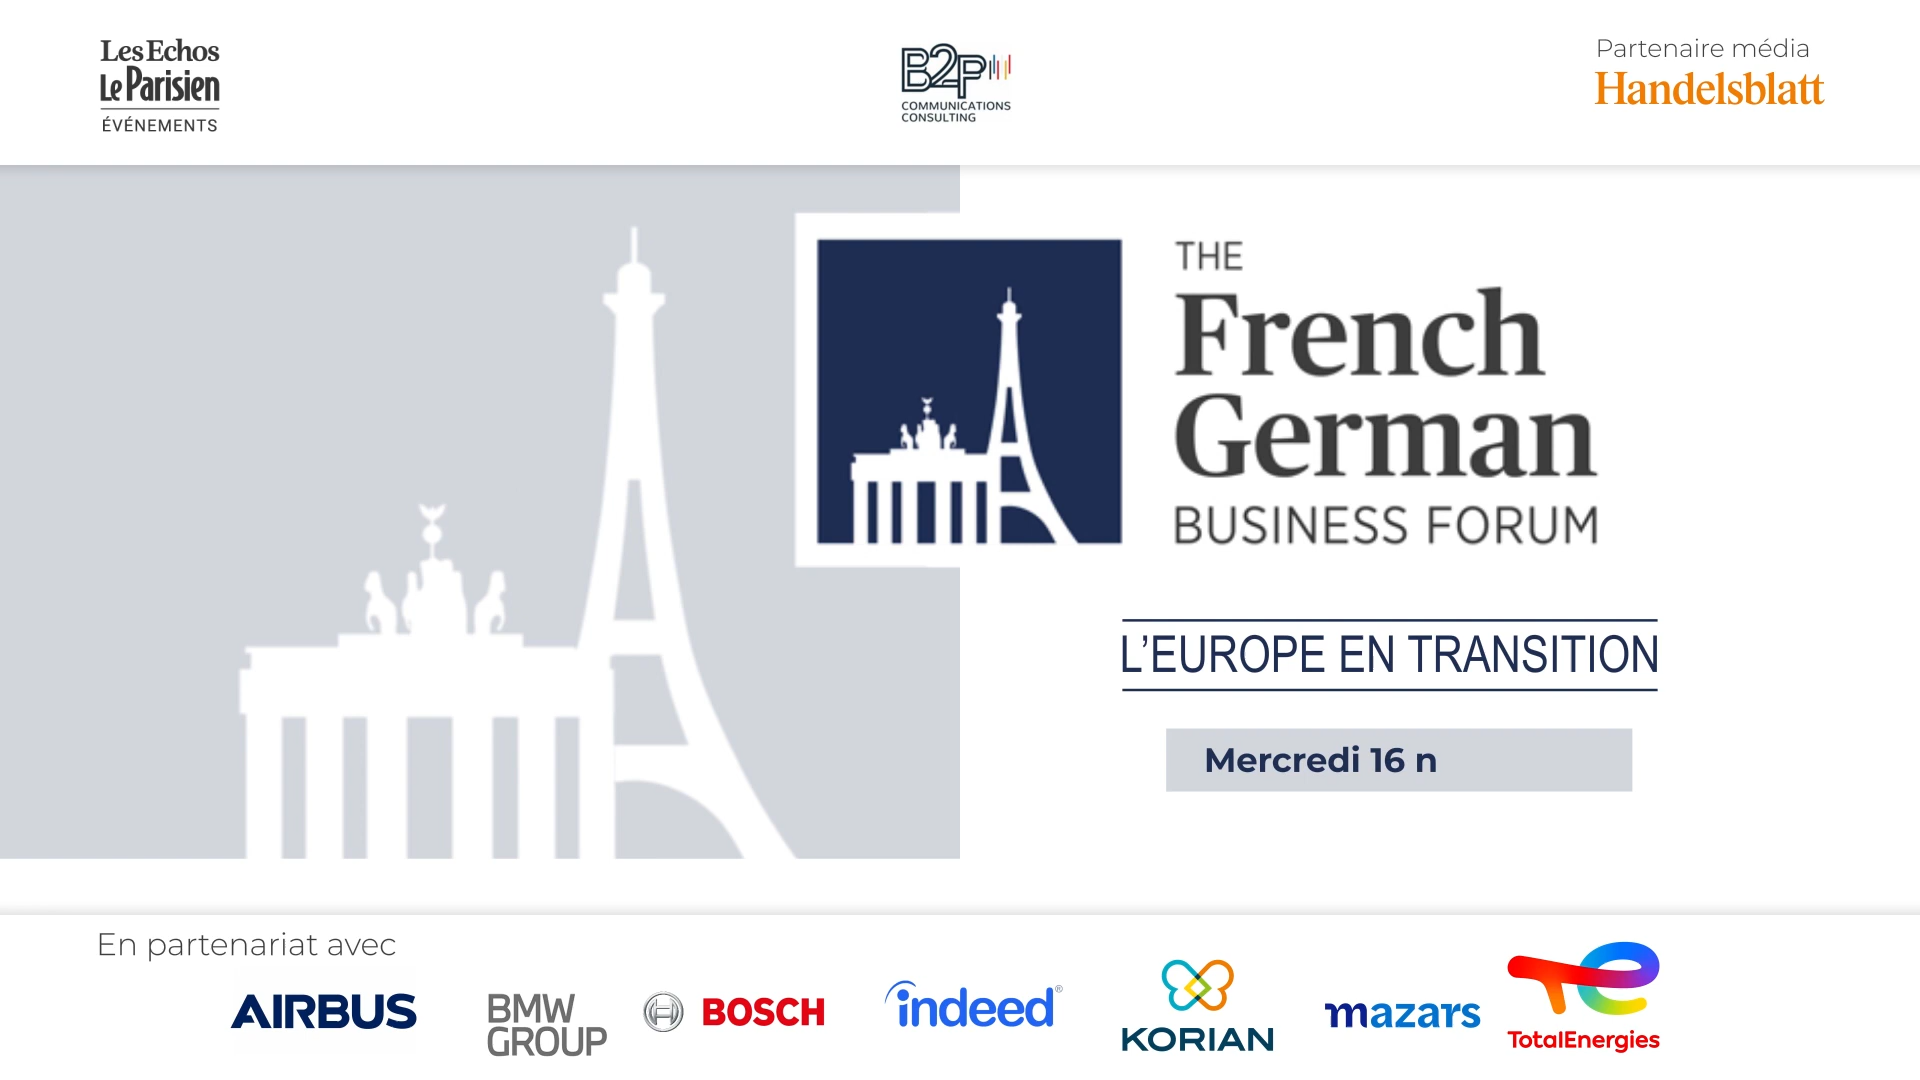 Les Echos
Le Parisien
ÉVÉNEMENTS
B2P
COMMUNICATIONS
CONSULTING
Partenaire média
Handelsblatt
THE
French
German
BUSINESS FORUM
L’EUROPE EN TRANSITION
Mercredi 16 n
En partenariat avec
AIRBUS
BMW
GROUP
BOSCH
indeed®
KORIAN
mazars
TotalEnergies